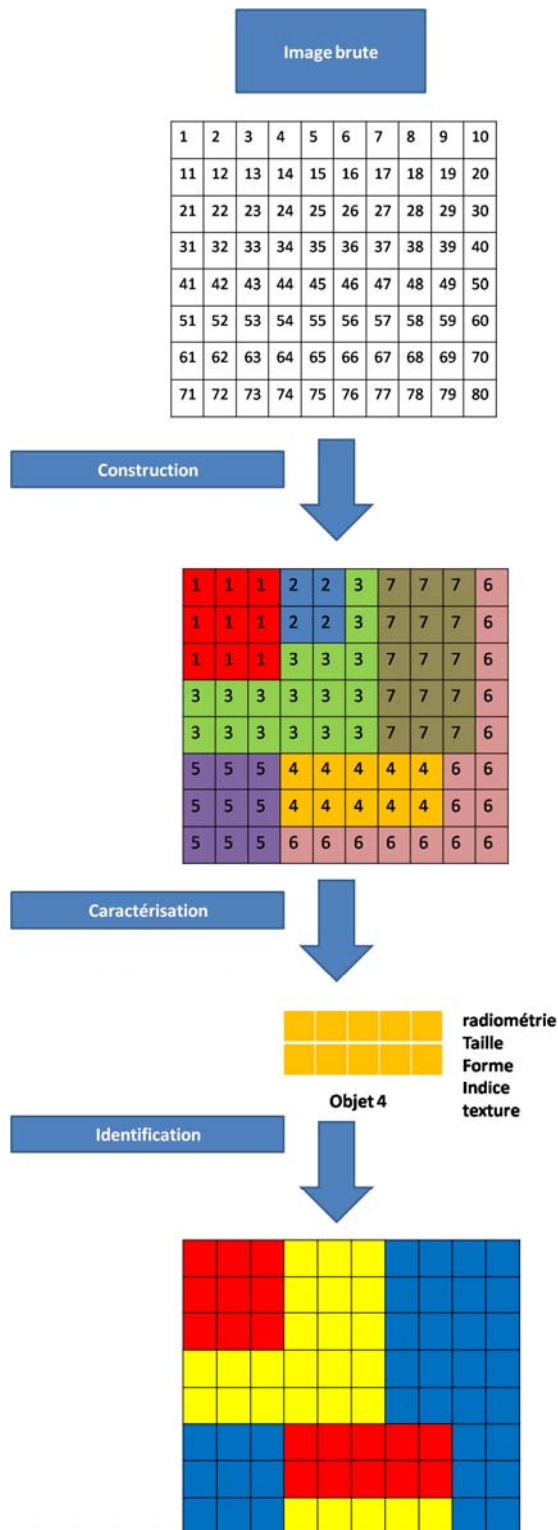 Image brute
1 2 3 4 5 6 7 8 9 10
11 12 13 14 15 16 17 18 19 20
21 22 23 24 25 26 27 28 29 30
31 32 33 34 35 36 37 38 39 40
41 42 43 44 45 46 47 48 49 50
51 52 53 54 55 56 57 58 59 60
61 62 63 64 65 66 67 68 69 70
71 72 73 74 75 76 77 78 79 80
Construction
1 1 1 2 2 3 7 7 7 6
1 1 1 2 2 3 7 7 7 6
1 1 1 3 3 3 7 7 7 6
3 3 3 3 3 3 7 7 7 6
3 3 3 3 3 3 7 7 7 6
5 5 5 4 4 4 4 4 6 6
5 5 5 4 4 4 4 4 6 6
5 5 5 6 6 6 6 6 6 6
Caractérisation
radiométrie
Taille
Forme
Indice
texture
Objet 4
Identification